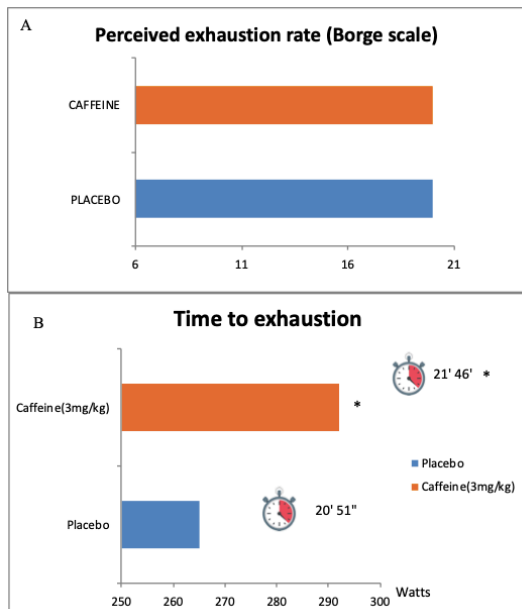 A
Perceived exhaustion rate (Borge scale)
CAFFEINE
PLACEBO
6 11 16 21
B
Time to exhaustion
21' 46' *
Caffeine(3mg/kg)
*
Placebo
Caffeine(3mg/kg)
20' 51"
Placebo
250 260 270 280 290 300 Watts